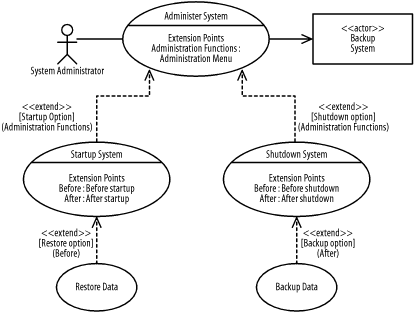 Administer System
Extension Points
Administration Functions :
Administration Menu
<<actor>>
Backup
System
System Administrator
<<extend>>
[Startup Option]
(Administration Functions)
<<extend>>
[Shutdown option]
(Administration Functions)
Startup System
Extension Points
Before : Before startup
After : After startup
Shutdown System
Extension Points
Before : Before shutdown
After : After shutdown
<<extend>>
[Restore option]
(Before)
<<extend>>
[Backup option]
(After)
Restore Data
Backup Data